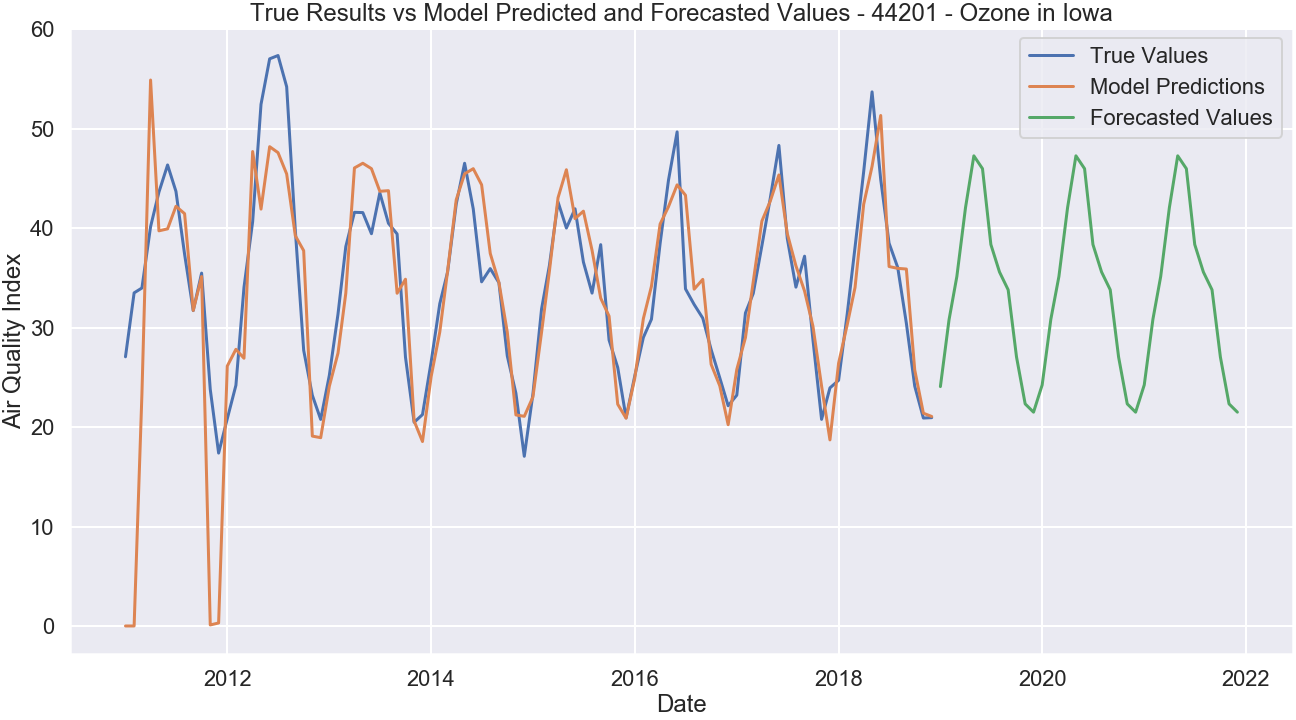 True Results vs Model Predicted and Forecasted Values - 44201 - Ozone in Iowa
True Values
Model Predictions
Forecasted Values
Air Quality Index
60
50
40
30
20
10
0
2012 2014 2016 2018 2020 2022
Date